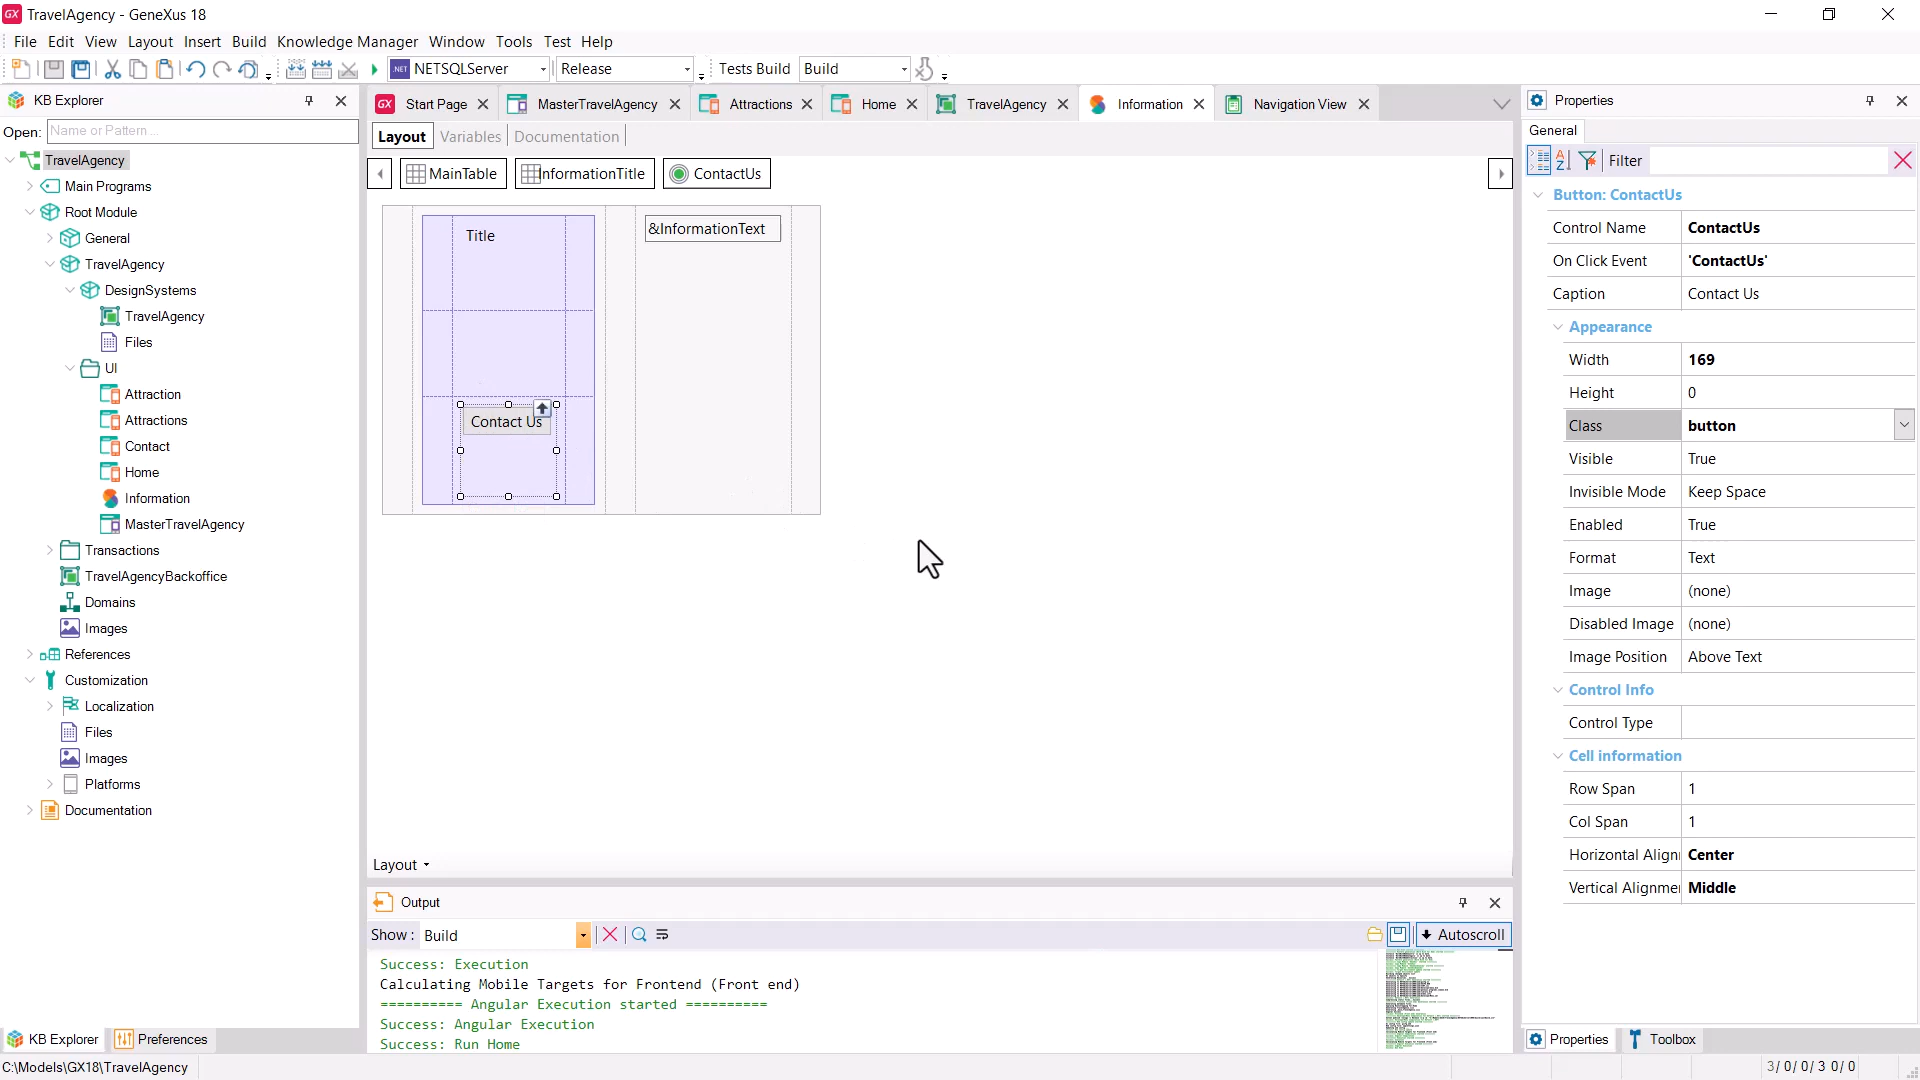 TravelAgency - GeneXus 18
File Edit View Layout Insert Build Knowledge Manager Window Tools Test Help
NETSQLServer Release Tests Build Build
KB Explorer
Open: Name or Pattern ...
TravelAgency
Main Programs
Root Module
General
TravelAgency
DesignSystems
TravelAgency
Files
UI
Attraction
Attractions
Contact
Home
Information
MasterTravelAgency
Transactions
TravelAgencyBackoffice
Domains
Images
References
Customization
Localization
Files
Images
Platforms
Documentation
KB Explorer Preferences
Start Page MasterTravelAgency Attractions Home TravelAgency Information Navigation View
Layout Variables Documentation
MainTable InformationTitle ContactUs
Title
&InformationText
Contact Us
Layout
Output
Show : Build Autoscroll
Success: Execution
Calculating Mobile Targets for Frontend (Front end)
========== Angular Execution started ==========
Success: Angular Execution
Success: Run Home
Properties
General
Filter
Button: ContactUs
Control Name ContactUs
On Click Event 'ContactUs'
Caption Contact Us
Appearance
Width 169
Height 0
Class button
Visible True
Invisible Mode Keep Space
Enabled True
Format Text
Image (none)
Disabled Image (none)
Image Position Above Text
Control Info
Control Type
Cell information
Row Span 1
Col Span 1
Horizontal Alignm Center
Vertical Alignme Middle
Properties Toolbox
C:\Models\GX18\TravelAgency
3/ 0/ 0/ 3 0/ 0